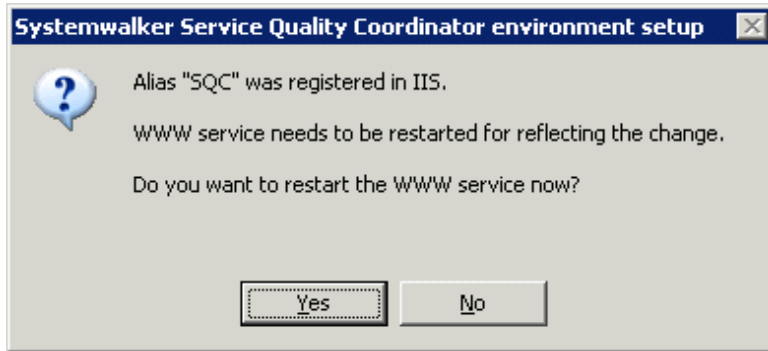 Systemwalker Service Quality Coordinator environment setup
Alias "SQC" was registered in IIS.
WWW service needs to be restarted for reflecting the change.
Do you want to restart the WWW service now?
Yes No